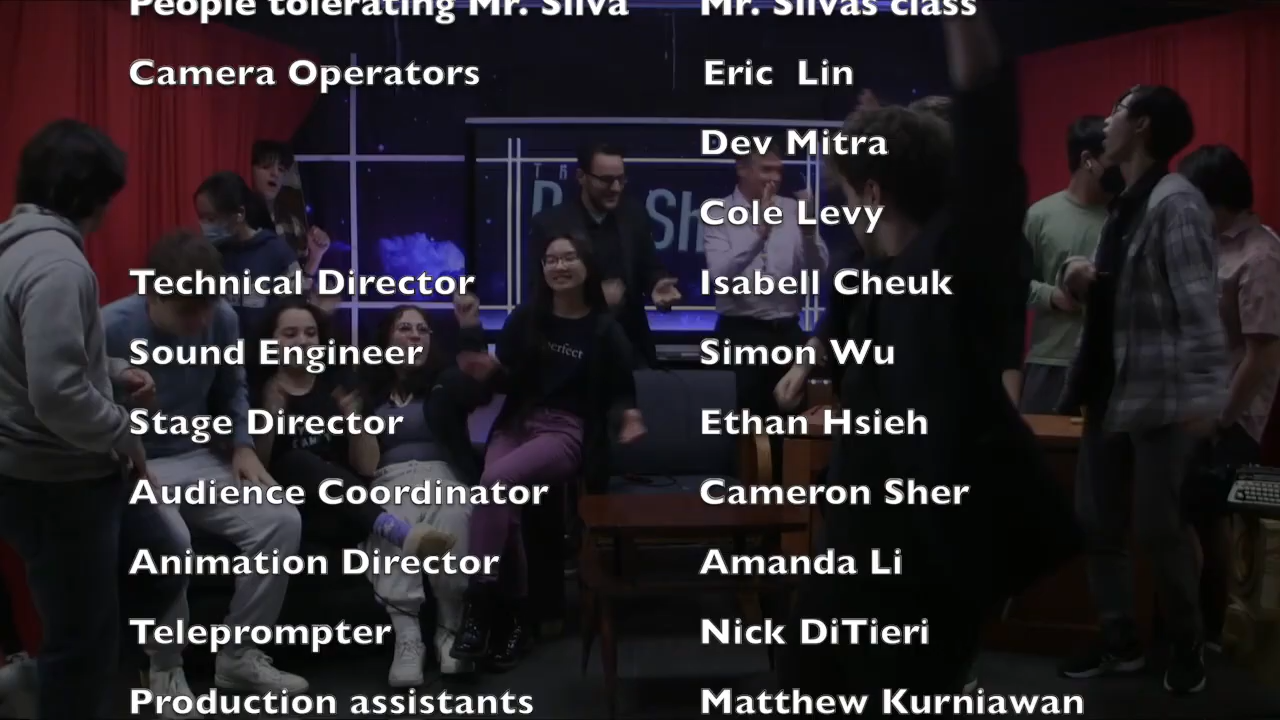 People tolerating Mr. Silva Mr. Silvas class
Camera Operators Eric Lin
Dev Mitra
Cole Levy
Technical Director Isabell Cheuk
Sound Engineer Simon Wu
Stage Director Ethan Hsieh
Audience Coordinator Cameron Sher
Animation Director Amanda Li
Teleprompter Nick DiTieri
Production assistants Matthew Kurniawan